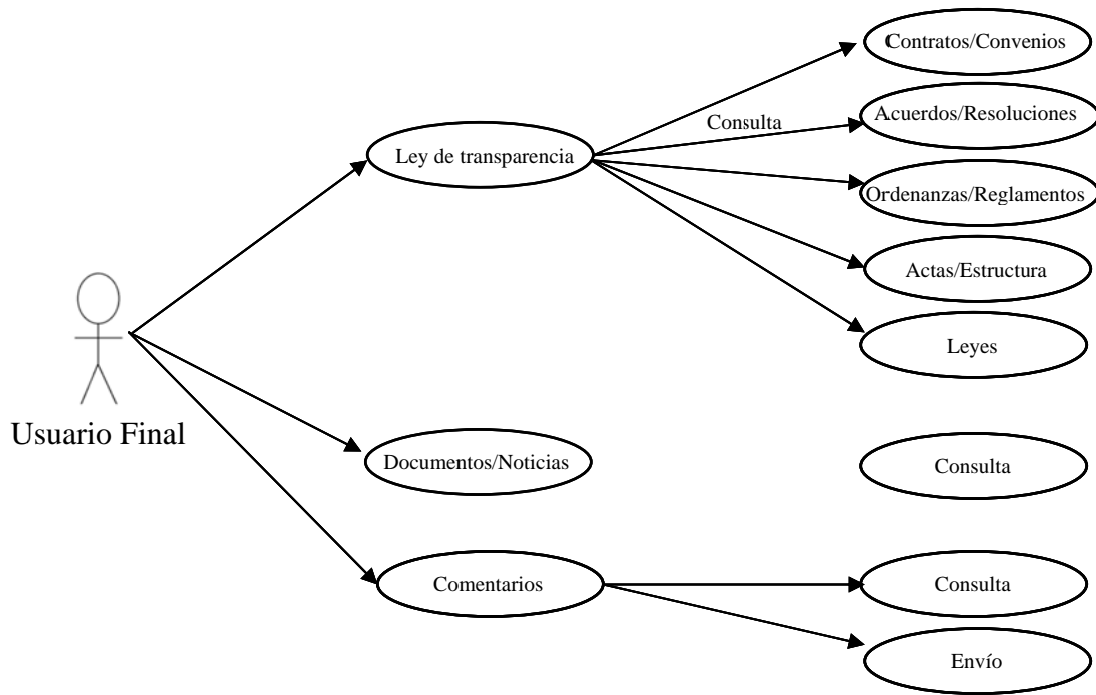 Contratos/Convenios
Consulta
Acuerdos/Resoluciones
Ley de transparencia
Ordenanzas/Reglamentos
Actas/Estructura
Leyes
Usuario Final
Documentos/Noticias
Consulta
Comentarios
Consulta
Envío